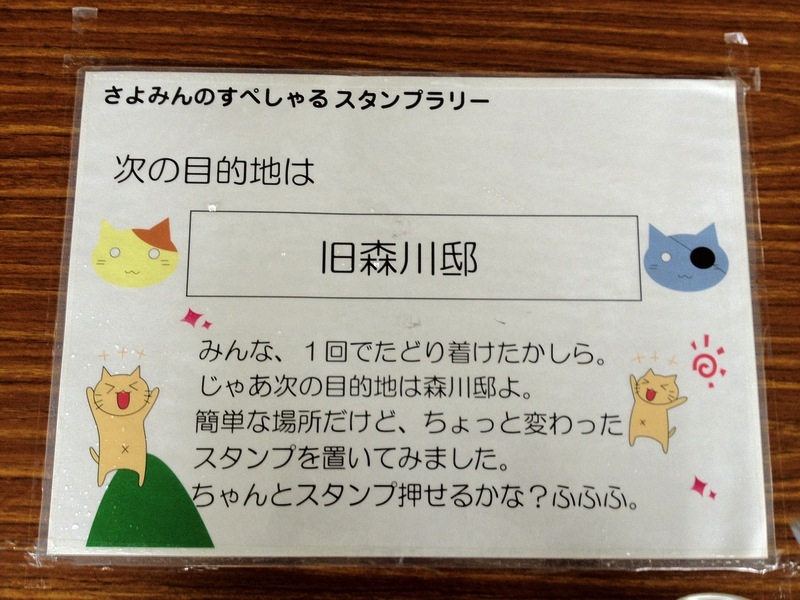 さよみんのすぺしゃるスタンプラリー
次の目的地は
旧森川邸
みんな、１回でたどり着けたかしら。
じゃあ次の目的地は森川邸よ。
簡単な場所だけど、ちょっと変わった
スタンプを置いてみました。
ちゃんとスタンプ押せるかな？ふふふ。